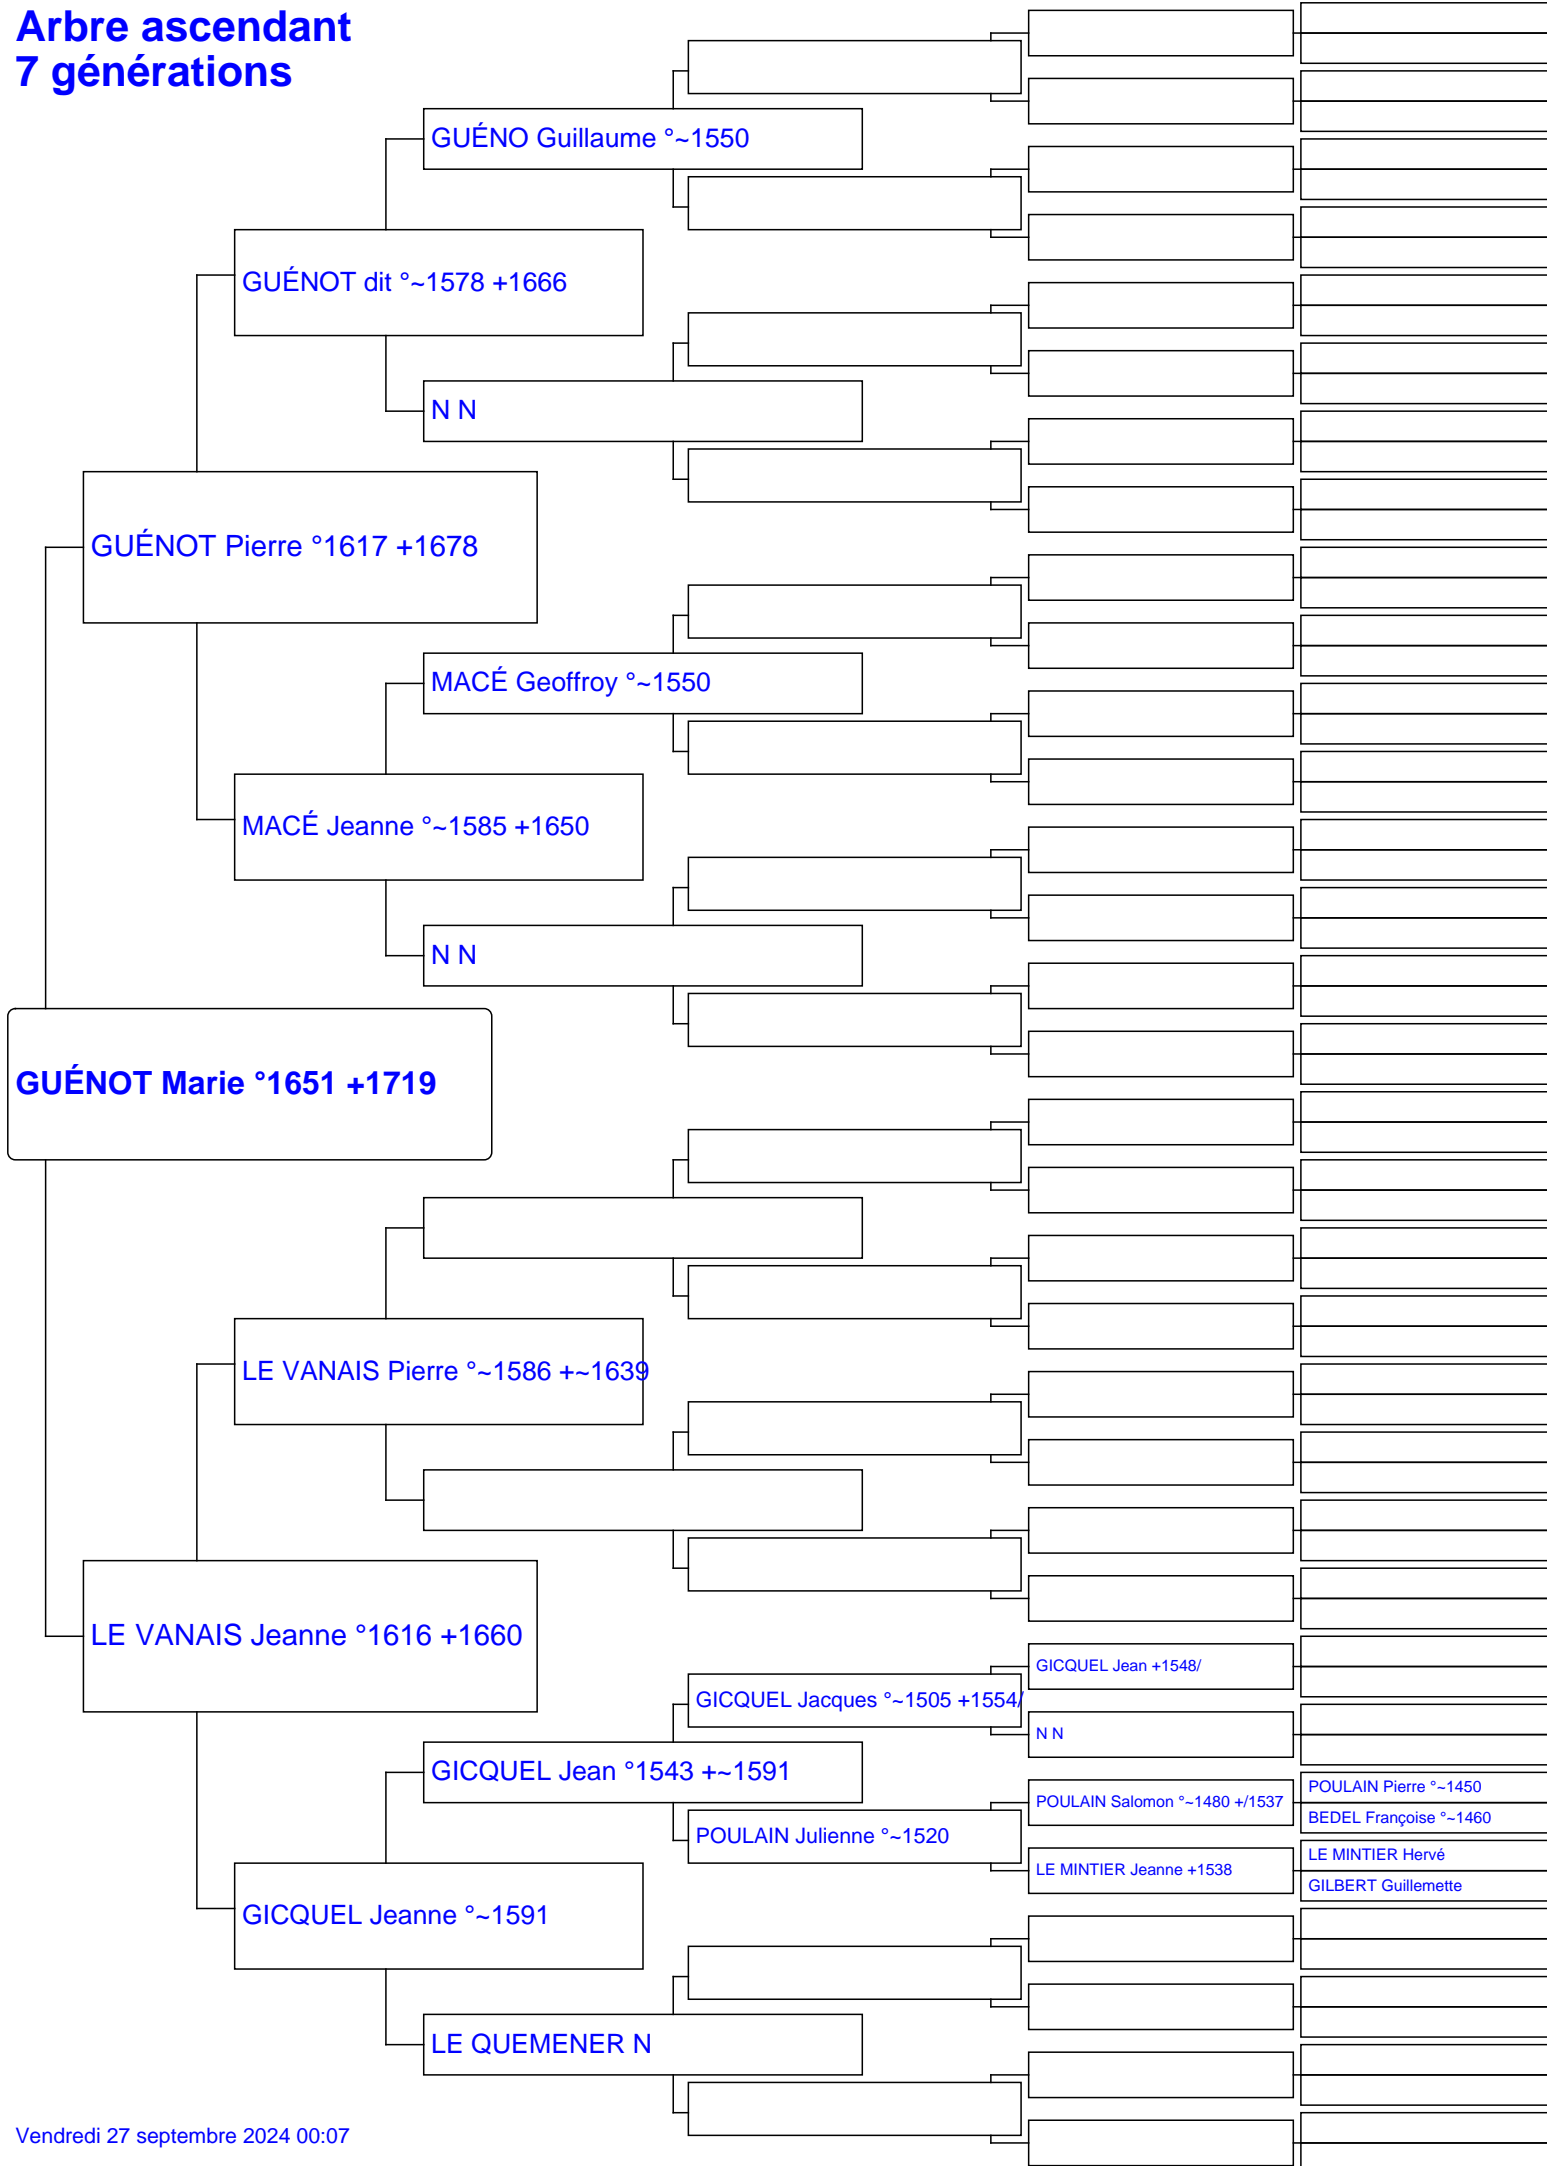 Arbre ascendant
7 générations
GUÉNO Guillaume °~1550
GUÉNOT dit °~1578 +1666
N N
GUÉNOT Pierre °1617 +1678
MACÉ Geoffroy °~1550
MACÉ Jeanne °~1585 +1650
N N
GUÉNOT Marie °1651 +1719
LE VANAIS Pierre °~1586 +~1639
LE VANAIS Jeanne °1616 +1660
GICQUEL Jean +1548/
GICQUEL Jacques °~1505 +1554/
N N
GICQUEL Jean °1543 +~1591
POULAIN Pierre °~1450
POULAIN Salomon °~1480 +/1537
BEDEL Françoise °~1460
POULAIN Julienne °~1520
LE MINTIER Hervé
LE MINTIER Jeanne +1538
GILBERT Guillemette
GICQUEL Jeanne °~1591
LE QUEMENER N
Vendredi 27 septembre 2024 00:07